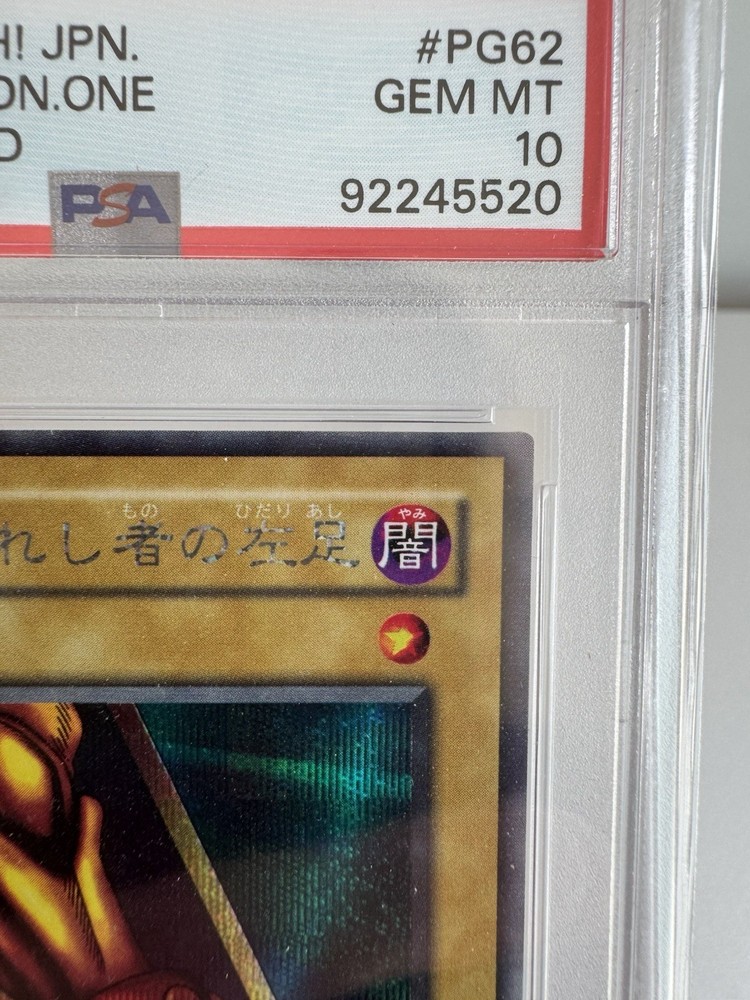 H! JPN.
#PG62
ON.ONE
GEM MT
D
10
PSA
92245520
もの ひだり あし やみ
れし者の左足 闇